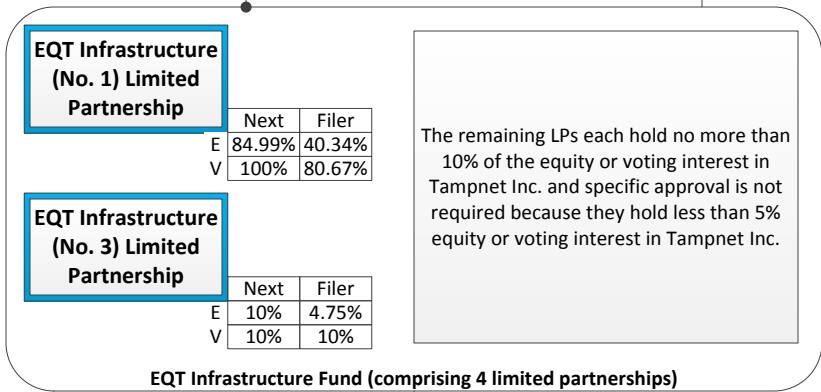 EQT Infrastructure
(No. 1) Limited
Partnership
Next Filer
E 84.99% 40.34%
V 100% 80.67%
EQT Infrastructure
(No. 3) Limited
Partnership
Next Filer
E 10% 4.75%
V 10% 10%
The remaining LPs each hold no more than
10% of the equity or voting interest in
Tampnet Inc. and specific approval is not
required because they hold less than 5%
equity or voting interest in Tampnet Inc.
EQT Infrastructure Fund (comprising 4 limited partnerships)